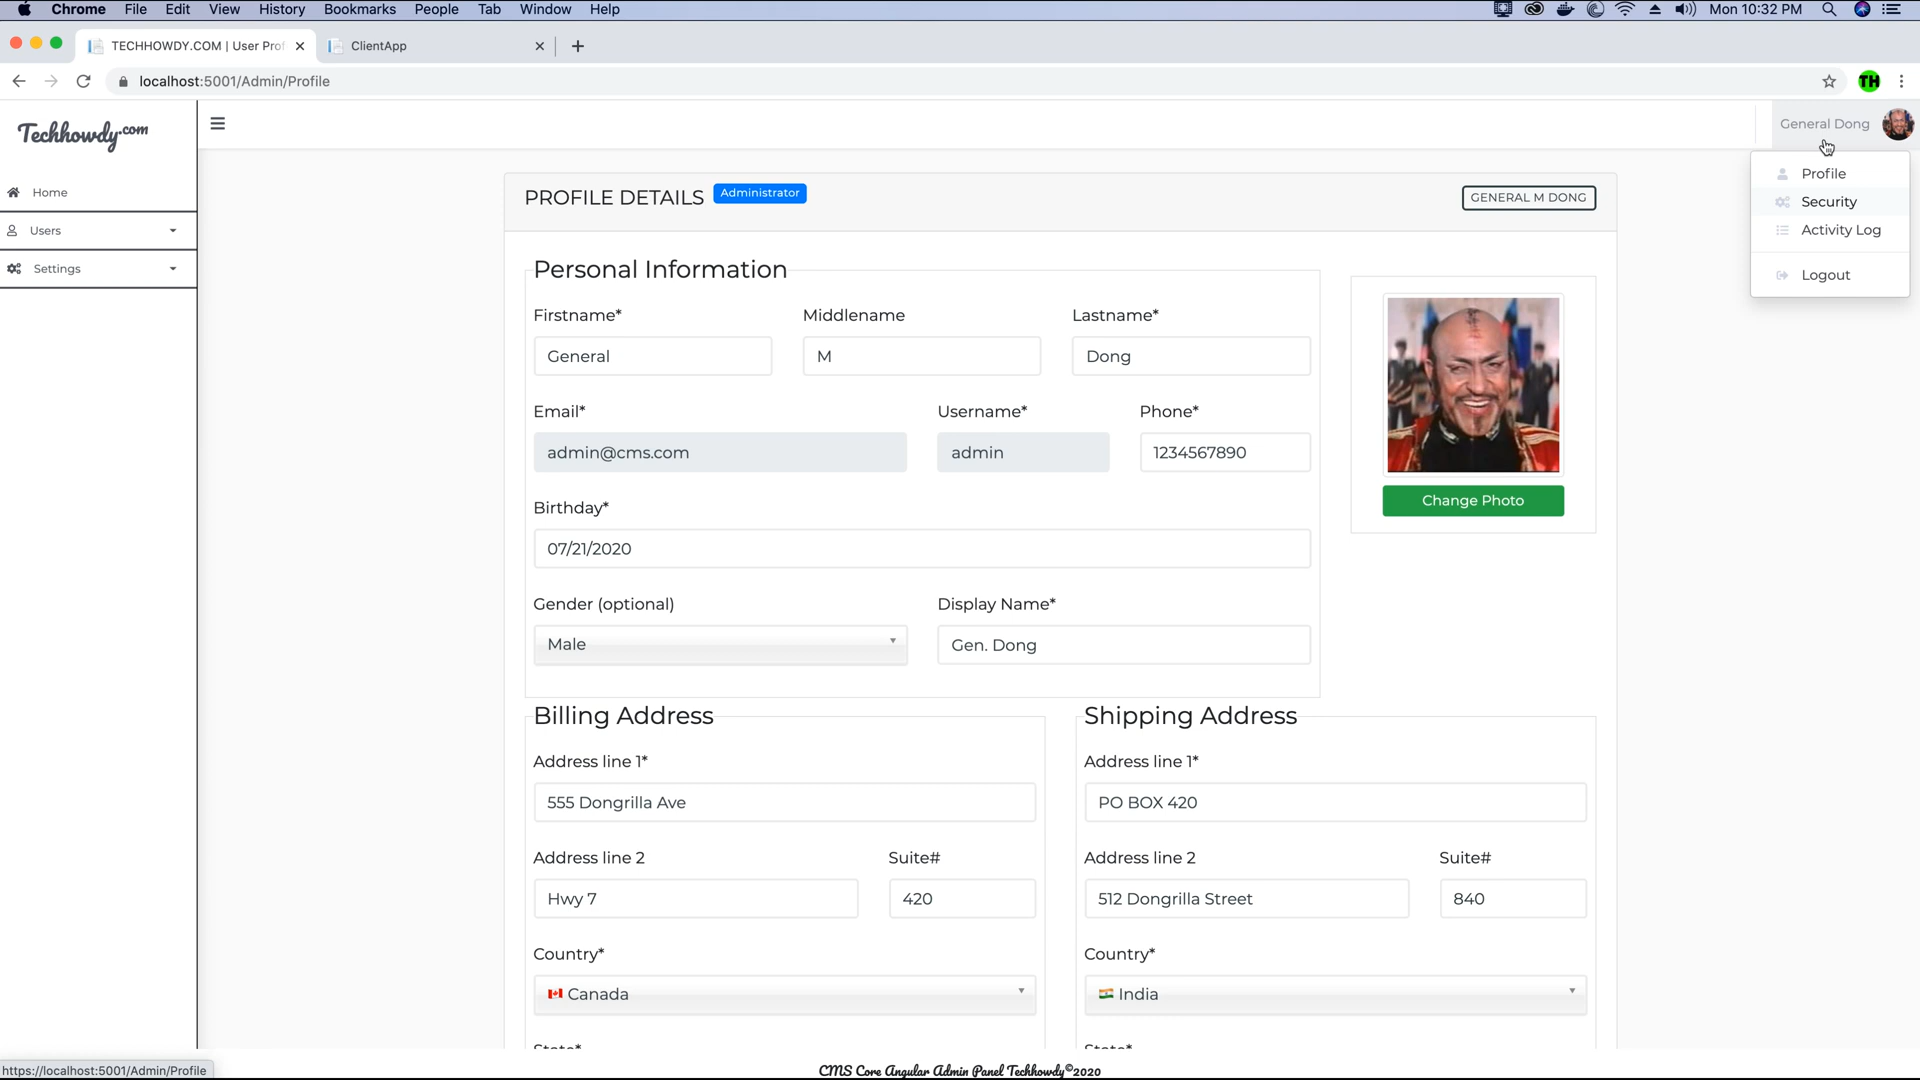 Chrome File Edit View History Bookmarks People Tab Window Help Mon 10:32 PM
TECHHOWDY.COM | User Prof ClientApp
localhost:5001/Admin/Profile TH
Techhowdy.com
General Dong
Home
Users
Settings
Profile
Security
Activity Log
Logout
PROFILE DETAILS Administrator GENERAL M DONG
Personal Information
Firstname* Middlename Lastname*
General M Dong
Email* Username* Phone*
admin@cms.com admin 1234567890
Change Photo
Birthday*
07/21/2020
Gender (optional) Display Name*
Male Gen. Dong
Billing Address Shipping Address
Address line 1* Address line 1*
555 Dongrilla Ave PO BOX 420
Address line 2 Suite# Address line 2 Suite#
Hwy 7 420 512 Dongrilla Street 840
Country* Country*
Canada India
State* State*
https://localhost:5001/Admin/Profile
CMS Core Angular Admin Panel Techhowdy©2020